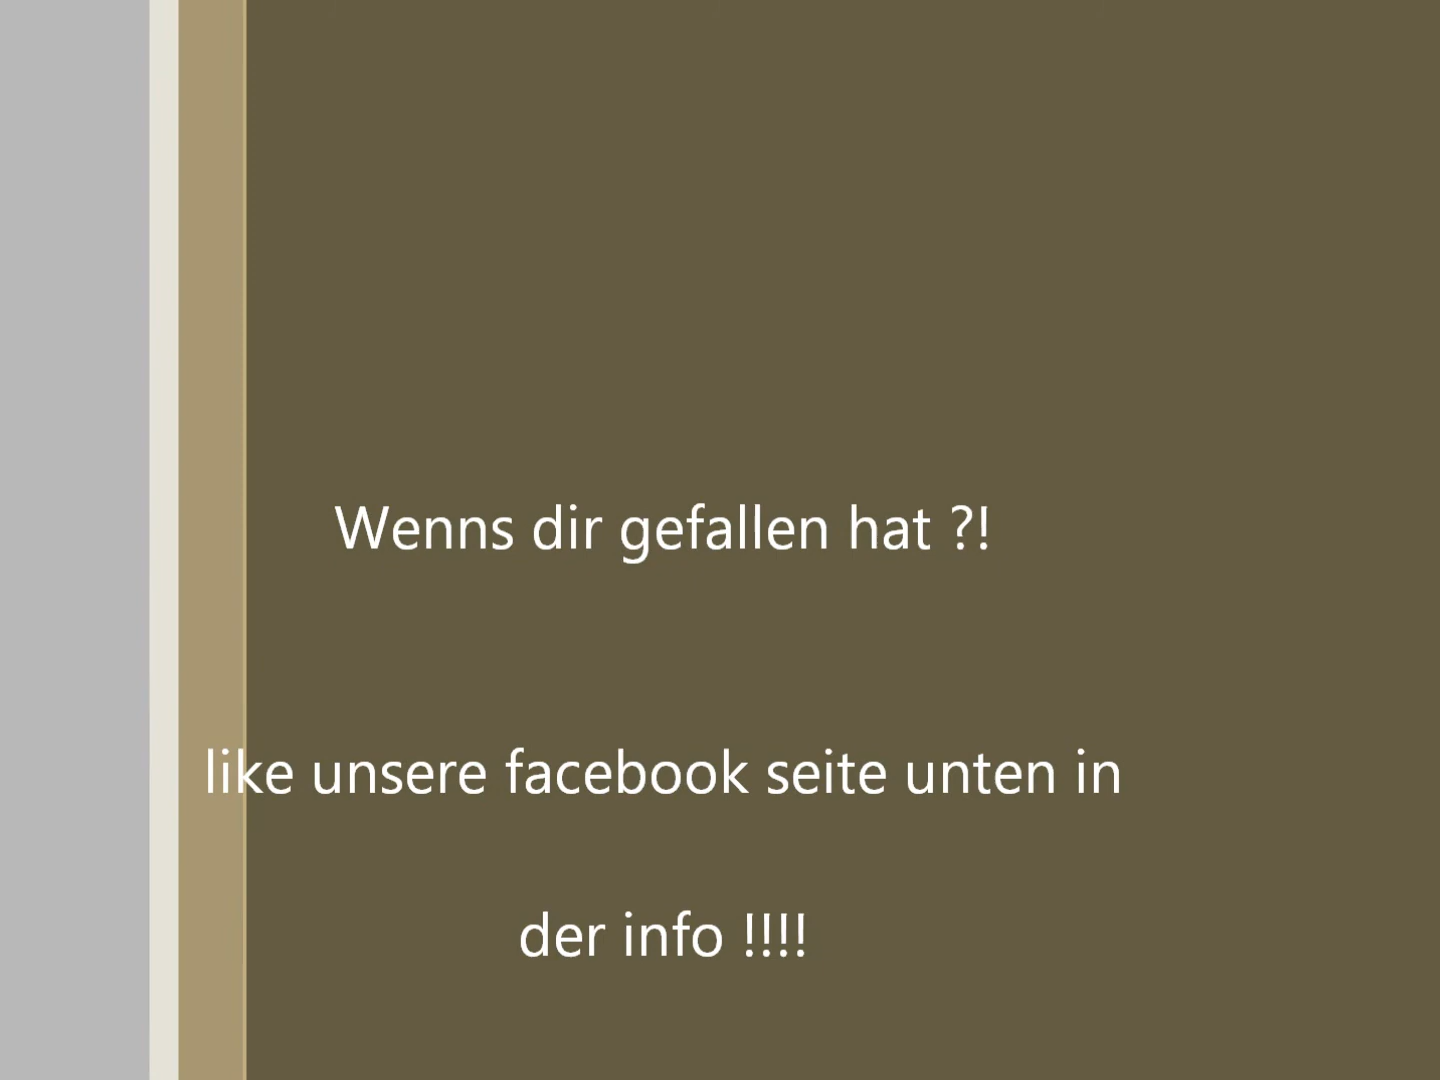 Wenns dir gefallen hat ?!
like unsere facebook seite unten in
der info !!!!